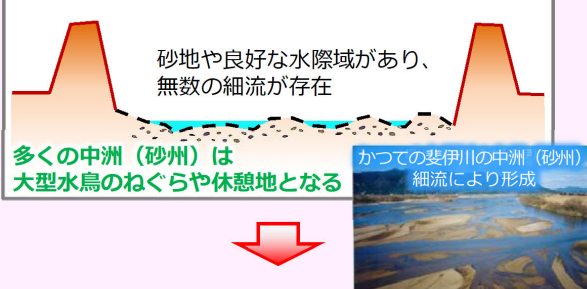 砂地や良好な水際域があり、
無数の細流が存在
多くの中洲（砂州）は
大型水鳥のねぐらや休憩地となる
かつての斐伊川の中洲（砂州）
細流により形成